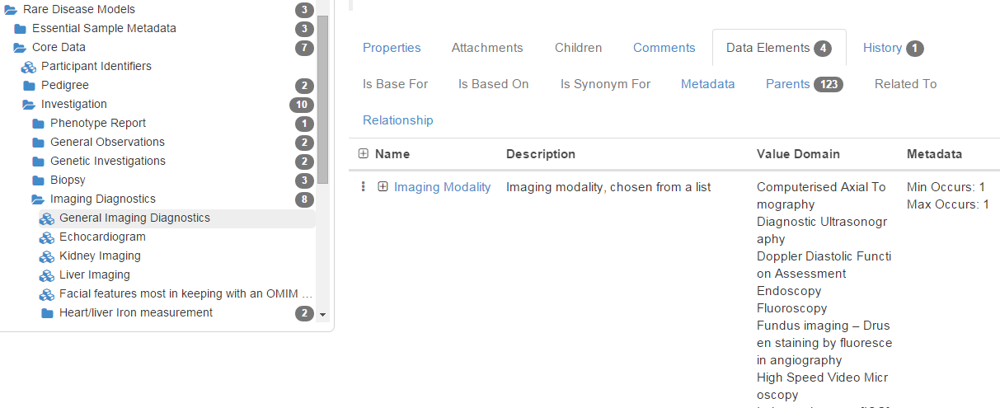 Rare Disease Models 3
Essential Sample Metadata 3
Core Data 7
Participant Identifiers
Pedigree 2
Investigation 10
Phenotype Report 1
General Observations 2
Genetic Investigations 2
Biopsy 3
Imaging Diagnostics 8
General Imaging Diagnostics
Echocardiogram
Kidney Imaging
Liver Imaging
Facial features most in keeping with an OMIM ...
Heart/liver Iron measurement 2
Properties Attachments Children Comments Data Elements 4 History 1
Is Base For Is Based On Is Synonym For Metadata Parents 123 Related To
Relationship
Name Description Value Domain Metadata
Imaging Modality Imaging modality, chosen from a list Computerised Axial To Min Occurs: 1
mography Max Occurs: 1
Diagnostic Ultrasonogr
aphy
Doppler Diastolic Functi
on Assessment
Endoscopy
Fluoroscopy
Fundus imaging – Drus
en staining by fluoresce
in angiography
High Speed Video Micr
oscopy